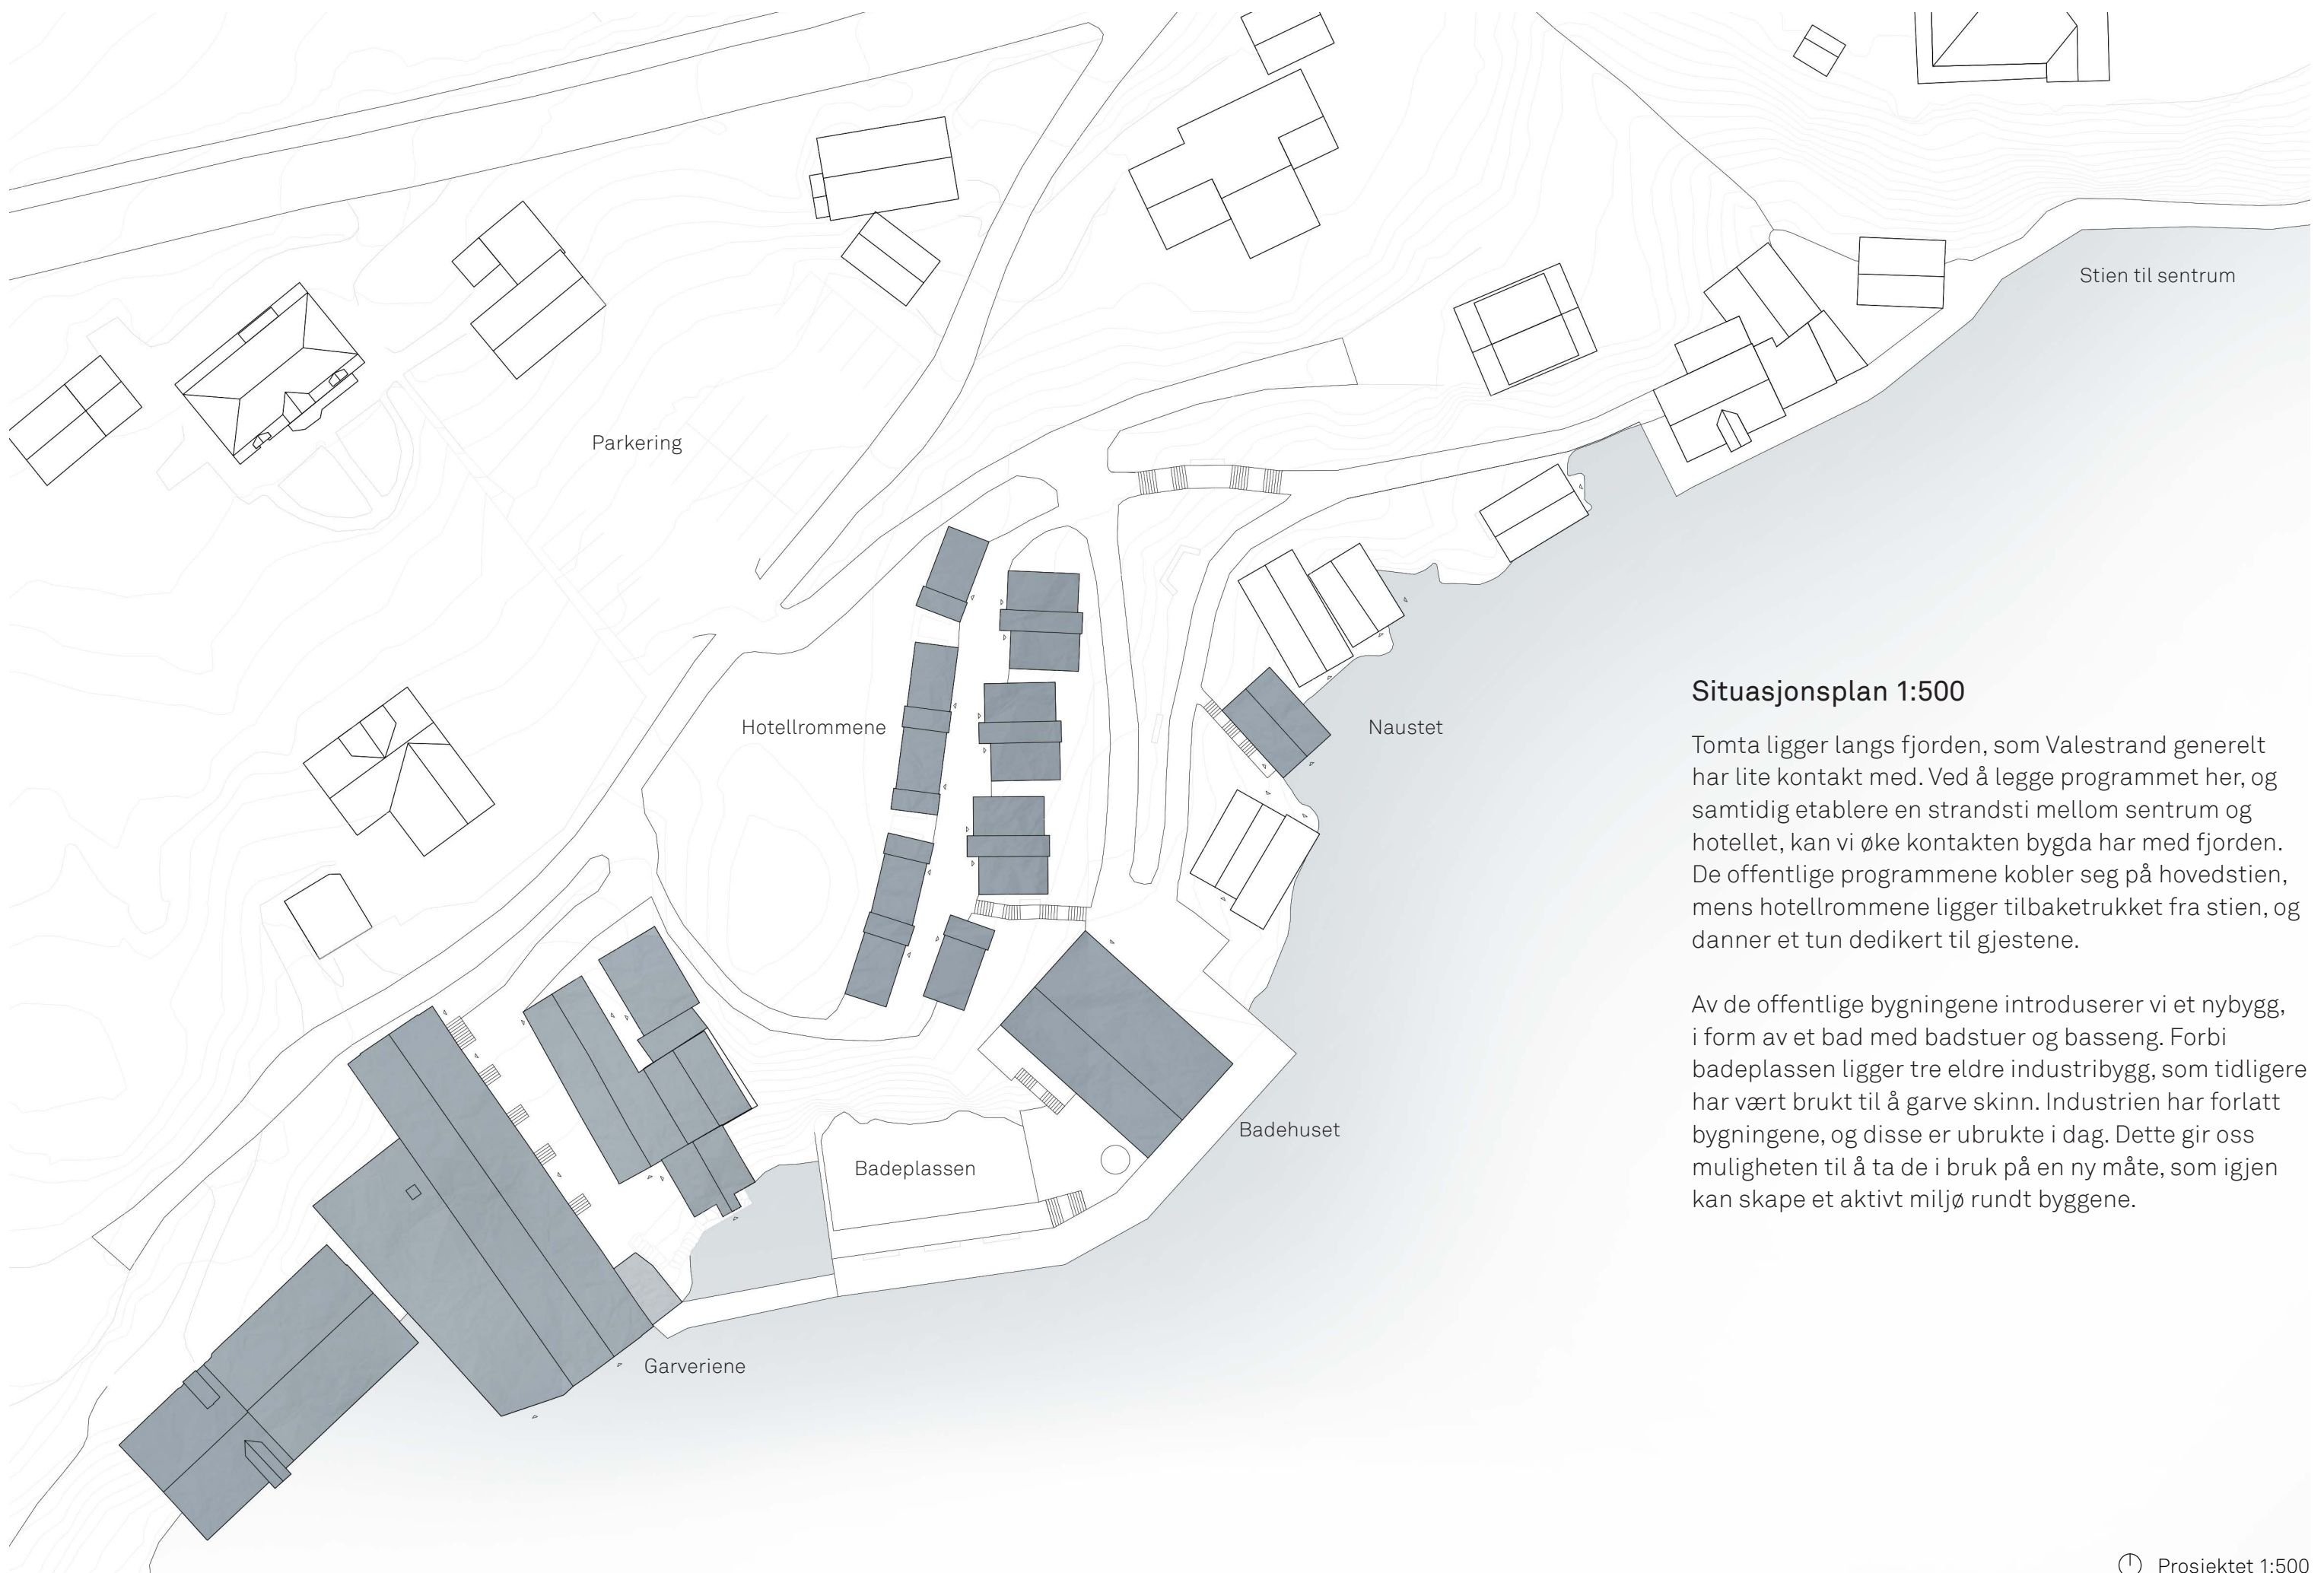 Stien til sentrum
Parkering
Hotellrommene
Naustet
Situasjonsplan 1:500
Tomta ligger langs fjorden, som Valestrand generelt
har lite kontakt med. Ved å legge programmet her, og
samtidig etablere en strandsti mellom sentrum og
hotellet, kan vi øke kontakten bygda har med fjorden.
De offentlige programmene kobler seg på hovedstien,
mens hotellrommene ligger tilbaketrukket fra stien, og
danner et tun dedikert til gjestene.
Av de offentlige bygningene introduserer vi et nybygg,
i form av et bad med badstuer og basseng. Forbi
badeplassen ligger tre eldre industribygg, som tidligere
har vært brukt til å garve skinn. Industrien har forlatt
bygningene, og disse er ubrukte i dag. Dette gir oss
muligheten til å ta de i bruk på en ny måte, som igjen
kan skape et aktivt miljø rundt byggene.
Badehuset
Badeplassen
Garveriene
Prosjektet 1:500